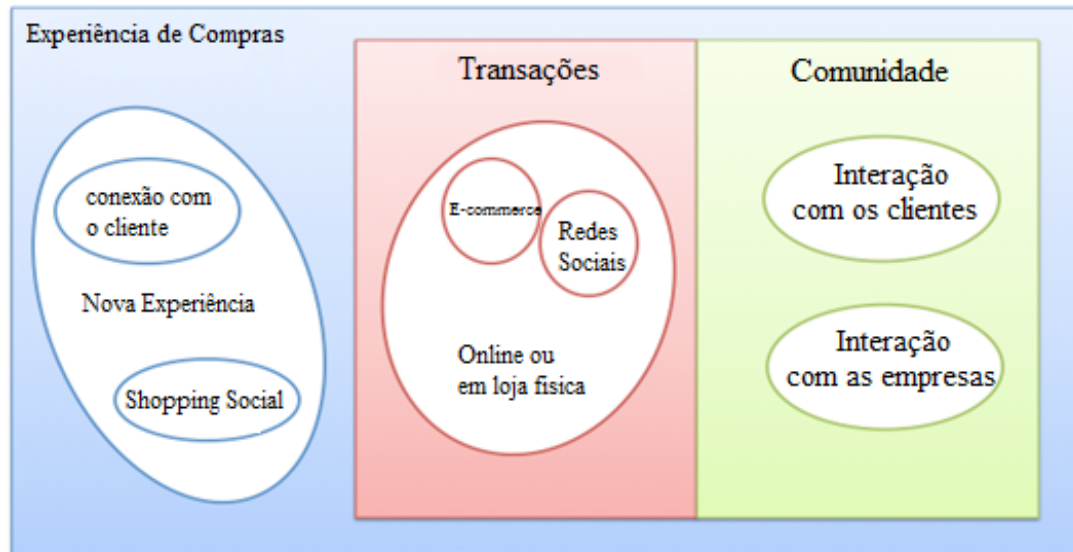 Experiência de Compras
conexão com
o cliente
Nova Experiência
Shopping Social
Transações
E-commerce
Redes
Sociais
Online ou
em loja fisica
Comunidade
Interação
com os clientes
Interação
com as empresas